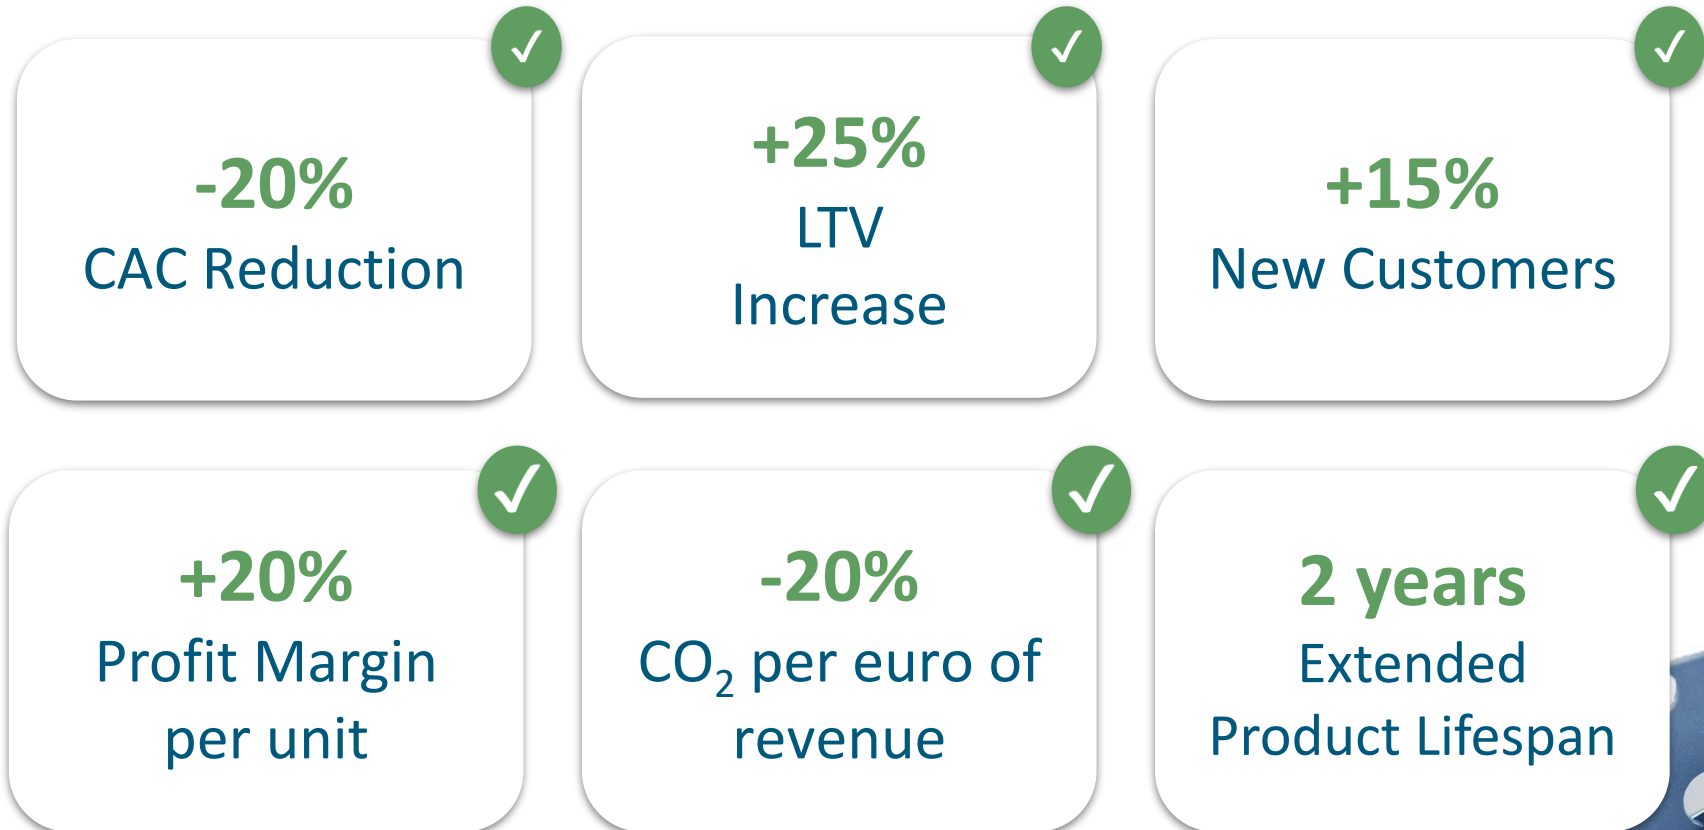 -20%
CAC Reduction
+25%
LTV
Increase
+15%
New Customers
+20%
Profit Margin
per unit
-20%
CO₂ per euro of
revenue
2 years
Extended
Product Lifespan